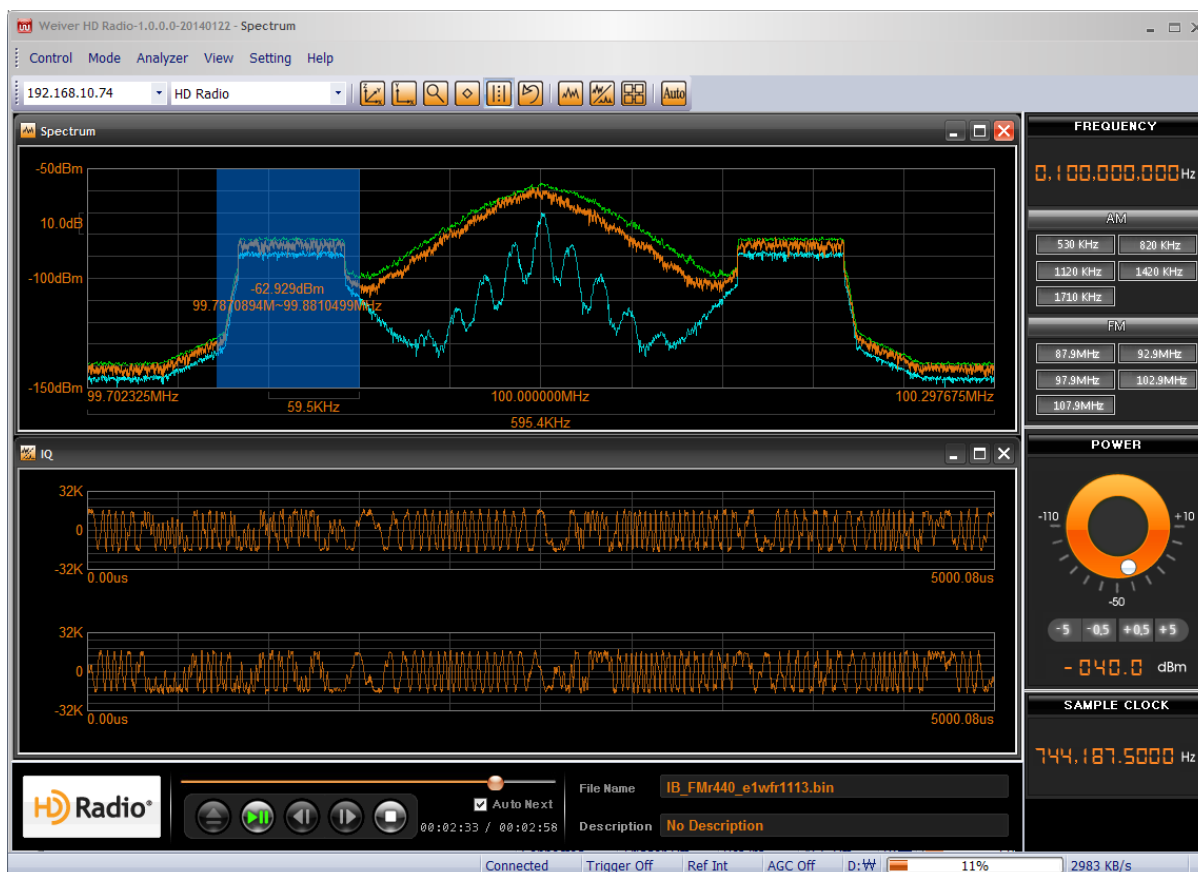 Weiver HD Radio-1.0.0.0-20140122 - Spectrum
Control Mode Analyzer View Setting Help
192.168.10.74 HD Radio Auto
Spectrum
-50dBm
10.0dB
-100dBm
-62.929dBm
99.7870894M~99.8810499MHz
-150dBm
99.702325MHz 100.000000MHz 100.297675MHz
59.5KHz
595.4KHz
IQ
32K
0
-32K
0.00us 5000.08us
32K
0
-32K
0.00us 5000.08us
HD Radio®
Auto Next
00:02:33 / 00:02:58
File Name IB_FMr440_e1wfr1113.bin
Description No Description
FREQUENCY
0,100,000,000 Hz
AM
530 KHz 820 KHz
1120 KHz 1420 KHz
1710 KHz
FM
87.9MHz 92.9MHz
97.9MHz 102.9MHz
107.9MHz
POWER
-110 +10
-50
-5 -0,5 +0,5 +5
-040.0 dBm
SAMPLE CLOCK
744,187.5000 Hz
Connected Trigger Off Ref Int AGC Off D:₩ 11% 2983 KB/s